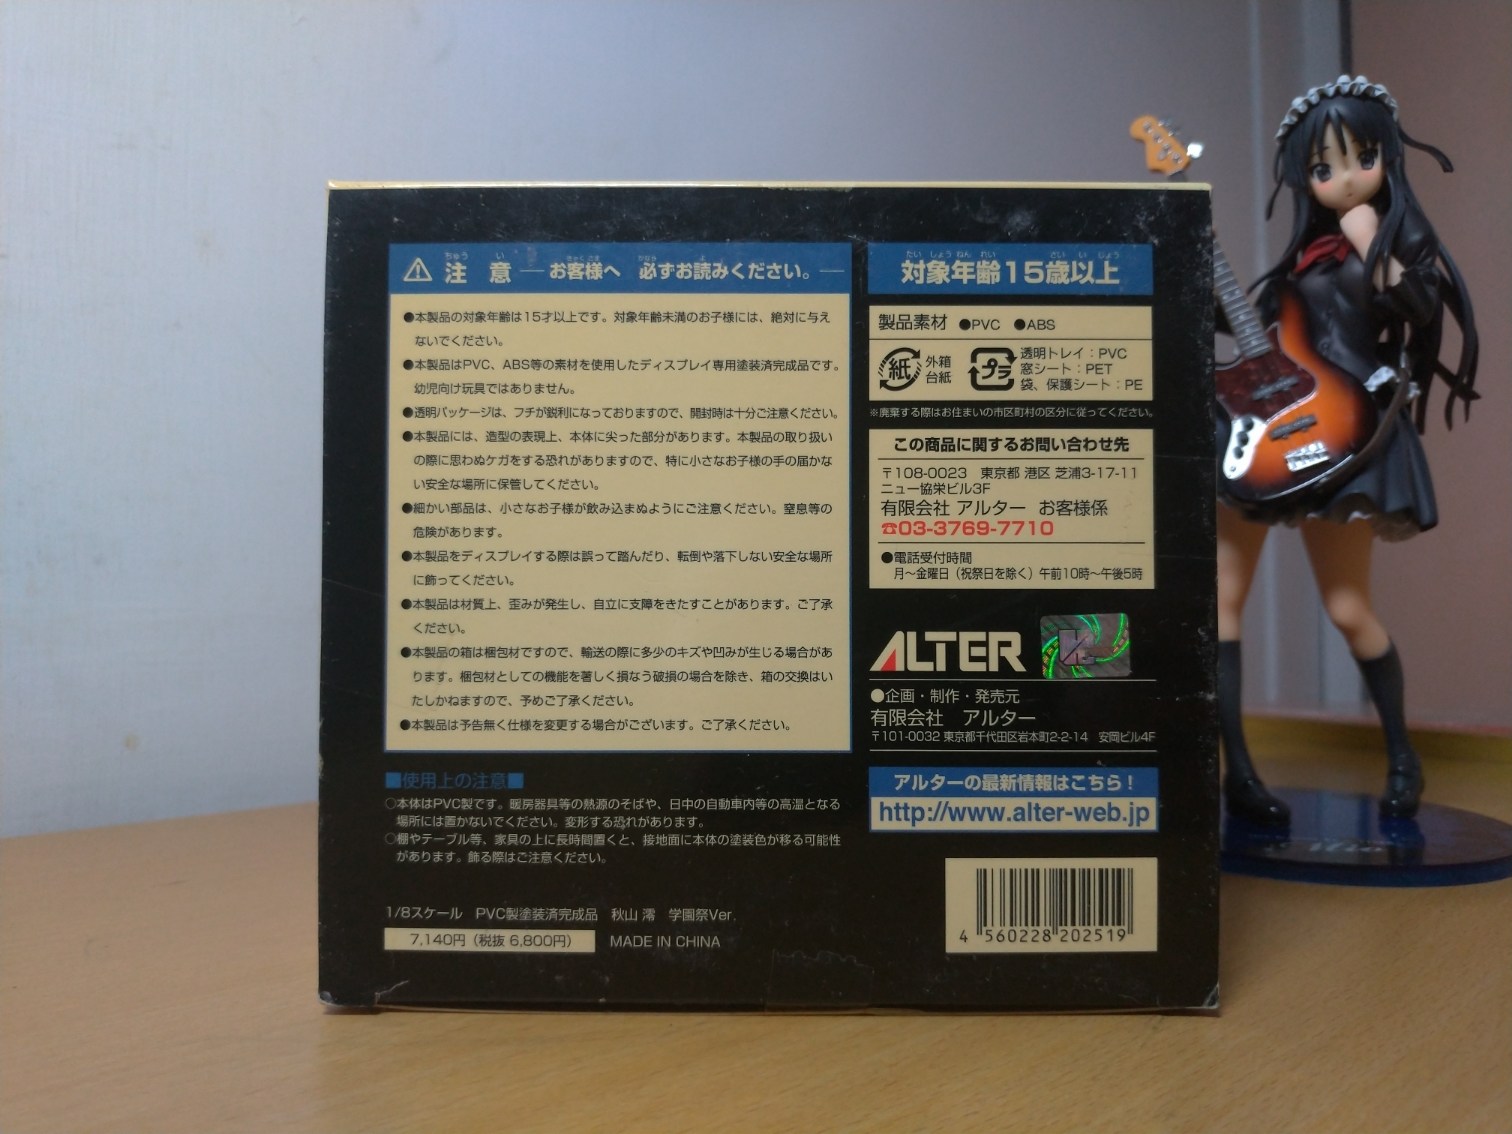 ちゅう い きゃくさま かなら よ
注 意 ― お客様へ 必ずお読みください。―
●本製品の対象年齢は15才以上です。対象年齢未満のお子様には、絶対に与え
ないでください。
●本製品はPVC、ABS等の素材を使用したディスプレイ専用塗装済完成品です。
幼児向け玩具ではありません。
●透明パッケージは、フチが鋭利になっておりますので、開封時は十分ご注意ください。
●本製品には、造型の表現上、本体に尖った部分があります。本製品の取り扱い
の際に思わぬケガをする恐れがありますので、特に小さなお子様の手の届かな
い安全な場所に保管してください。
●細かい部品は、小さなお子様が飲み込まぬようにご注意ください。窒息等の
危険があります。
●本製品をディスプレイする際は誤って踏んだり、転倒や落下しない安全な場所
に飾ってください。
●本製品は材質上、歪みが発生し、自立に支障をきたすことがあります。ご了承
ください。
●本製品の箱は梱包材ですので、輸送の際に多少のキズや凹みが生じる場合があ
ります。梱包材としての機能を著しく損なう破損の場合を除き、箱の交換はい
たしかねますので、予めご了承ください。
●本製品は予告無く仕様を変更する場合がございます。ご了承ください。
■使用上の注意■
○本体はPVC製です。暖房器具等の熱源のそばや、日中の自動車内等の高温となる
場所には置かないでください。変形する恐れがあります。
○棚やテーブル等、家具の上に長時間置くと、接地面に本体の塗装色が移る可能性
があります。飾る際はご注意ください。
1/8スケール PVC製塗装済完成品 秋山 澪 学園祭Ver.
7,140円（税抜 6,800円）
MADE IN CHINA
たいしょうねんれい さいいじょう
対象年齢15歳以上
製品素材 ●PVC ●ABS
紙 外箱
台紙
プラ 透明トレイ：PVC
窓シート：PET
袋、保護シート：PE
※廃棄する際はお住まいの市区町村の区分に従ってください。
この商品に関するお問い合わせ先
〒108-0023 東京都 港区 芝浦3-17-11
ニュー協栄ビル3F
有限会社 アルター お客様係
☎03-3769-7710
●電話受付時間
月～金曜日（祝祭日を除く）午前10時～午後5時
ALTER
●企画・制作・発売元
有限会社 アルター
〒101-0032 東京都千代田区岩本町2-2-14 安岡ビル4F
アルターの最新情報はこちら！
http://www.alter-web.jp
4 560228 202519